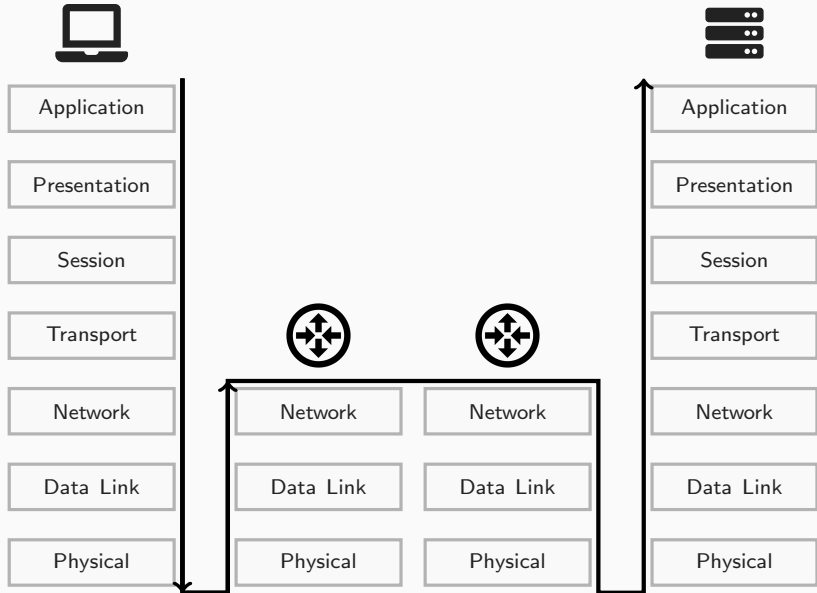 Application
Presentation
Session
Transport
Network
Data Link
Physical
Network
Data Link
Physical
Network
Data Link
Physical
Application
Presentation
Session
Transport
Network
Data Link
Physical